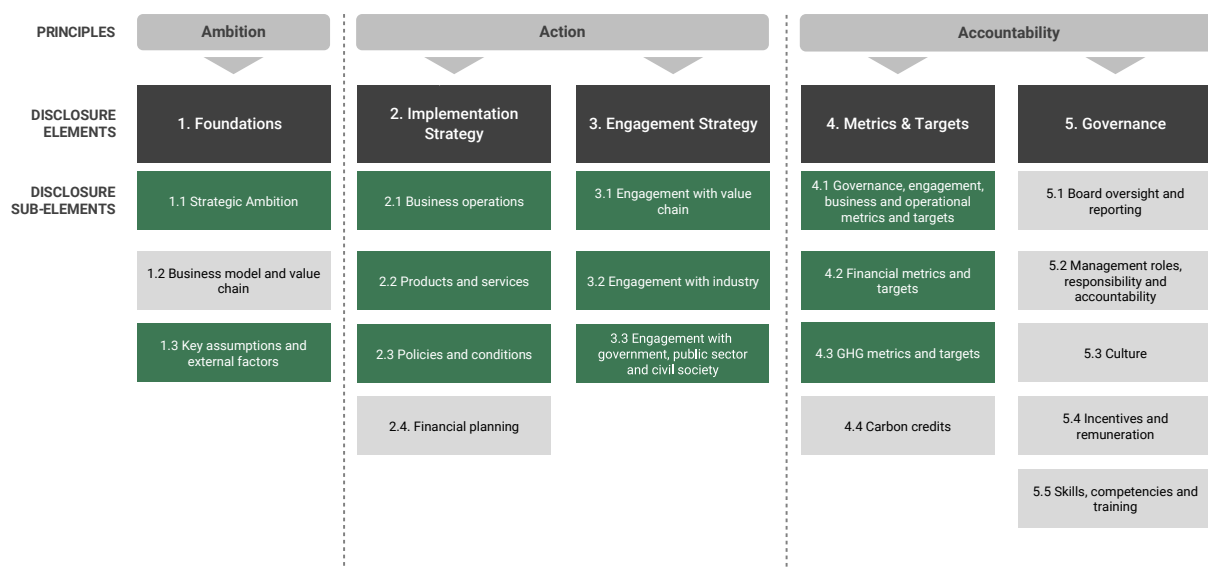 PRINCIPLES
Ambition
Action
Accountability
DISCLOSURE
ELEMENTS
1. Foundations
2. Implementation
Strategy
3. Engagement Strategy
4. Metrics & Targets
5. Governance
DISCLOSURE
SUB-ELEMENTS
1.1 Strategic Ambition
2.1 Business operations
3.1 Engagement with value
chain
4.1 Governance, engagement,
business and operational
metrics and targets
5.1 Board oversight and
reporting
1.2 Business model and value
chain
2.2 Products and services
3.2 Engagement with industry
4.2 Financial metrics and
targets
5.2 Management roles,
responsibility and
accountability
1.3 Key assumptions and
external factors
2.3 Policies and conditions
3.3 Engagement with
government, public sector
and civil society
4.3 GHG metrics and targets
5.3 Culture
2.4. Financial planning
4.4 Carbon credits
5.4 Incentives and
remuneration
5.5 Skills, competencies and
training